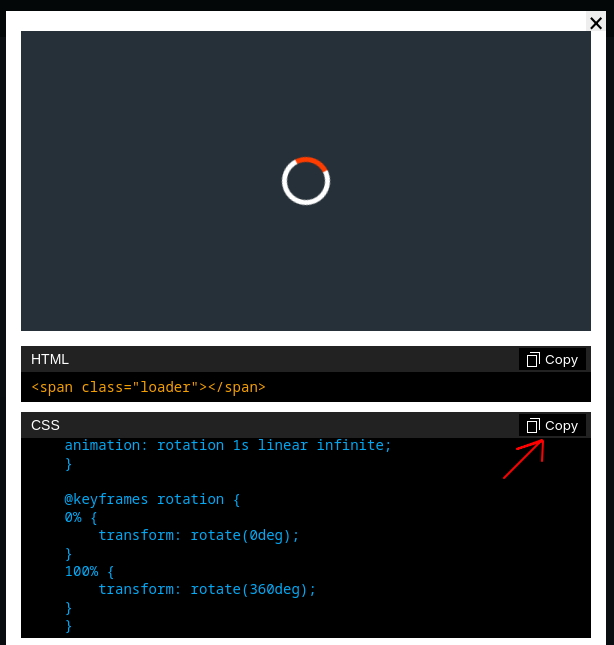 HTML
Copy
<span class="loader"></span>
CSS
Copy
animation: rotation 1s linear infinite;
}
@keyframes rotation {
0% {
transform: rotate(0deg);
}
100% {
transform: rotate(360deg);
}
}